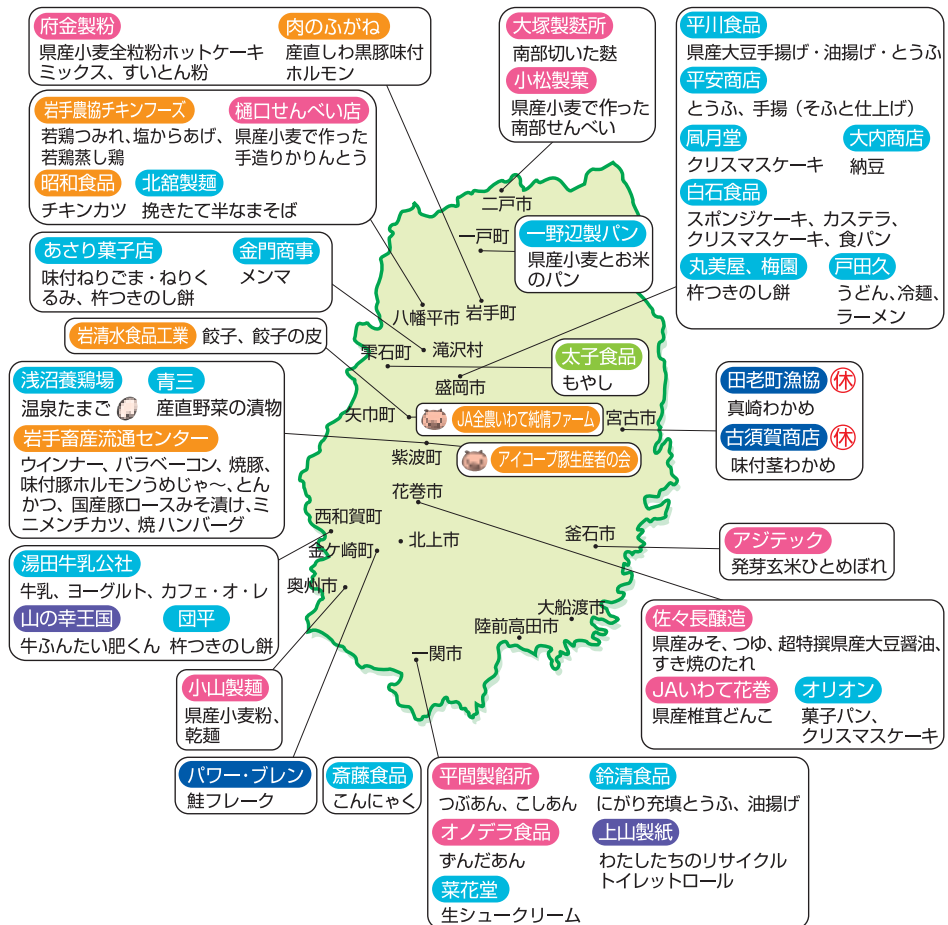 府金製粉
県産小麦全粒粉ホットケーキ
ミックス、すいとん粉
肉のふがね
産直しわ黒豚味付
ホルモン
大塚製麩所
南部切いた麩
小松製菓
県産小麦で作った
南部せんべい
平川食品
県産大豆手揚げ・油揚げ・とうふ
平安商店
とうふ、手揚（そふと仕上げ）
凮月堂
クリスマスケーキ
大内商店
納豆
白石食品
スポンジケーキ、カステラ、
クリスマスケーキ、食パン
丸美屋、梅園
杵つきのし餅
戸田久
うどん、冷麺、
ラーメン
岩手農協チキンフーズ
若鶏つみれ、塩からあげ、
若鶏蒸し鶏
樋口せんべい店
県産小麦で作った
手造りかりんとう
昭和食品
チキンカツ
北舘製麺
挽きたて半なまそば
あさり菓子店
味付ねりごま・ねりく
るみ、杵つきのし餅
金門商事
メンマ
岩清水食品工業
餃子、餃子の皮
浅沼養鶏場
温泉たまご
青三
産直野菜の漬物
岩手畜産流通センター
ウインナー、バラベーコン、焼豚、
味付豚ホルモンうめじゃ〜、とん
かつ、国産豚ロースみそ漬け、ミ
ニメンチカツ、焼ハンバーグ
湯田牛乳公社
牛乳、ヨーグルト、カフェ・オ・レ
山の幸王国
牛ふんたい肥くん
団平
杵つきのし餅
小山製麺
県産小麦粉、
乾麺
パワー・ブレン
鮭フレーク
斎藤食品
こんにゃく
二戸市
一戸町
一野辺製パン
県産小麦とお米
のパン
八幡平市
岩手町
滝沢村
雫石町
盛岡市
太子食品
もやし
矢巾町
JA全農いわて純情ファーム
宮古市
紫波町
アイコープ豚生産者の会
花巻市
西和賀町
金ケ崎町
北上市
釜石市
奥州市
大船渡市
陸前高田市
一関市
田老町漁協
休
真崎わかめ
古須賀商店
休
味付茎わかめ
アジテック
発芽玄米ひとめぼれ
佐々長醸造
県産みそ、つゆ、超特撰県産大豆醤油、
すき焼のたれ
JAいわて花巻
県産椎茸どんこ
オリオン
菓子パン、
クリスマスケーキ
平間製餡所
つぶあん、こしあん
鈴清食品
にがり充填とうふ、油揚げ
オノデラ食品
ずんだあん
上山製紙
わたしたちのリサイクル
トイレットロール
菜花堂
生シュークリーム